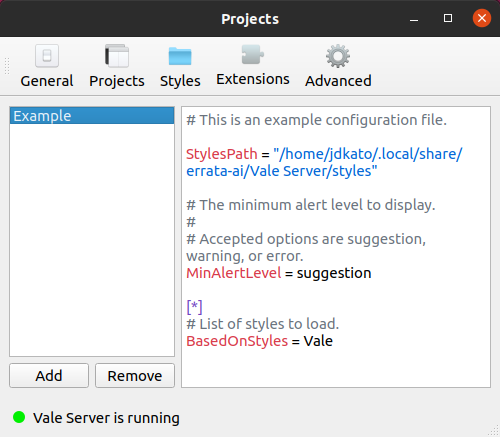 Projects
General
Projects
Styles
Extensions
Advanced
Example
# This is an example configuration file.
StylesPath = "/home/jdkato/.local/share/
errata-ai/Vale Server/styles"
# The minimum alert level to display.
#
# Accepted options are suggestion,
warning, or error.
MinAlertLevel = suggestion
[*]
# List of styles to load.
BasedOnStyles = Vale
Add
Remove
Vale Server is running